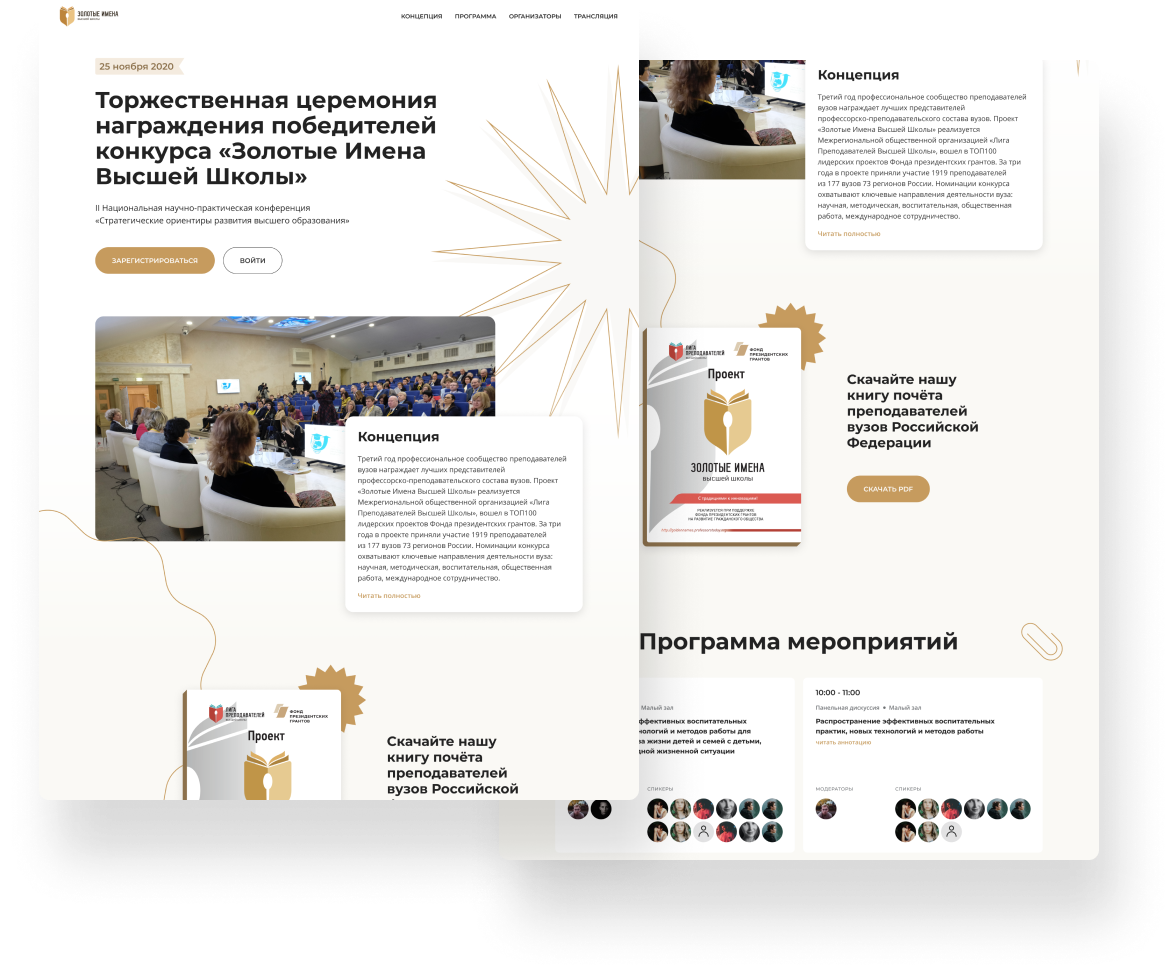 ЗОЛОТЫЕ ИМЕНА
высшей школы
КОНЦЕПЦИЯ ПРОГРАММА ОРГАНИЗАТОРЫ ТРАНСЛЯЦИЯ
25 ноября 2020
Торжественная церемония
награждения победителей
конкурса «Золотые Имена
Высшей Школы»
II Национальная научно-практическая конференция
«Стратегические ориентиры развития высшего образования»
ЗАРЕГИСТРИРОВАТЬСЯ ВОЙТИ
Концепция
Третий год профессиональное сообщество преподавателей
вузов награждает лучших представителей
профессорско-преподавательского состава вузов. Проект
«Золотые Имена Высшей Школы» реализуется
Межрегиональной общественной организацией «Лига
Преподавателей Высшей Школы», вошел в ТОП100
лидерских проектов Фонда президентских грантов. За три
года в проекте приняли участие 1919 преподавателей
из 177 вузов 73 регионов России. Номинации конкурса
охватывают ключевые направления деятельности вуза:
научная, методическая, воспитательная, общественная
работа, международное сотрудничество.
Читать полностью
ЛИГА
ПРЕПОДАВАТЕЛЕЙ
ФОНД
ПРЕЗИДЕНТСКИХ
ГРАНТОВ
Проект
Скачайте нашу
книгу почёта
преподавателей
вузов Российской
Концепция
Третий год профессиональное сообщество преподавателей
вузов награждает лучших представителей
профессорско-преподавательского состава вузов. Проект
«Золотые Имена Высшей Школы» реализуется
Межрегиональной общественной организацией «Лига
Преподавателей Высшей Школы», вошел в ТОП100
лидерских проектов Фонда президентских грантов. За три
года в проекте приняли участие 1919 преподавателей
из 177 вузов 73 регионов России. Номинации конкурса
охватывают ключевые направления деятельности вуза:
научная, методическая, воспитательная, общественная
работа, международное сотрудничество.
Читать полностью
ЛИГА
ПРЕПОДАВАТЕЛЕЙ
ФОНД
ПРЕЗИДЕНТСКИХ
ГРАНТОВ
Проект
ЗОЛОТЫЕ ИМЕНА
высшей школы
С традициями к инновациям!
РЕАЛИЗУЕТСЯ ПРИ ПОДДЕРЖКЕ
ФОНДА ПРЕЗИДЕНТСКИХ ГРАНТОВ
НА РАЗВИТИЕ ГРАЖДАНСКОГО ОБЩЕСТВА
Скачайте нашу
книгу почёта
преподавателей
вузов Российской
Федерации
СКАЧАТЬ PDF
Программа мероприятий
Малый зал
ффективных воспитательных
нологий и методов работы для
ва жизни детей и семей с детьми,
дной жизненной ситуации
СПИКЕРЫ
10:00 - 11:00
Панельная дискуссия • Малый зал
Распространение эффективных воспитательных
практик, новых технологий и методов работы
читать аннотацию
МОДЕРАТОРЫ СПИКЕРЫ